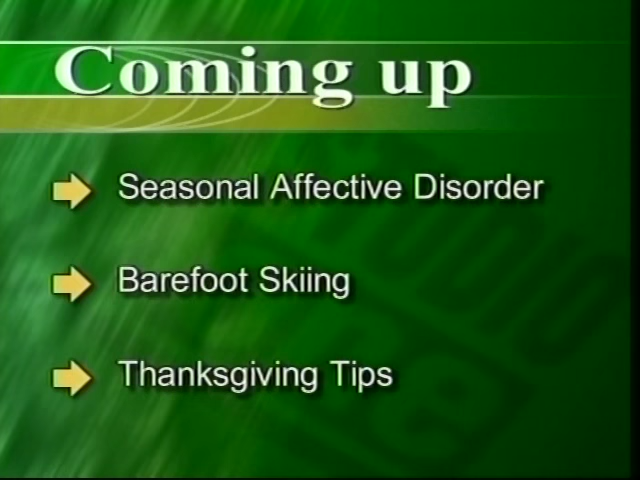 Coming up
Seasonal Affective Disorder
Barefoot Skiing
Thanksgiving Tips